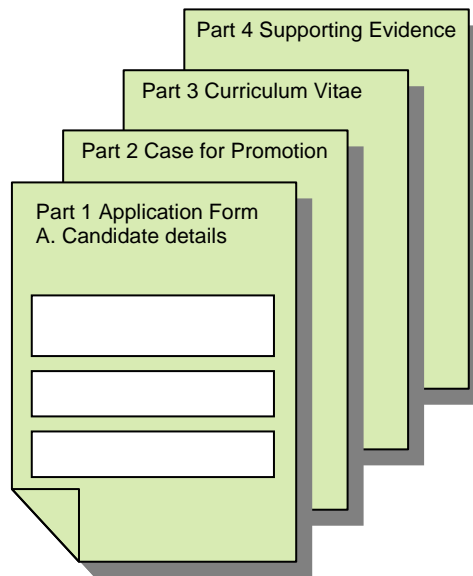 Part 4 Supporting Evidence
Part 3 Curriculum Vitae
Part 2 Case for Promotion
Part 1 Application Form
A. Candidate details